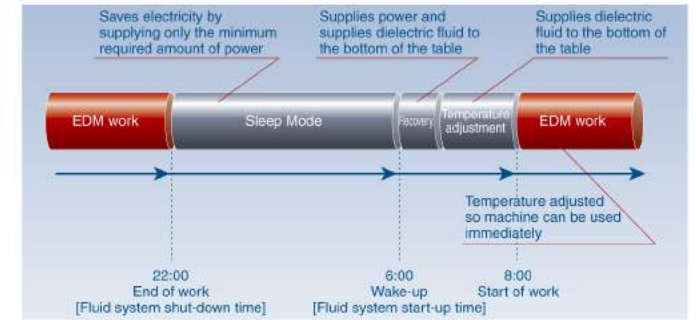 Saves electricity by
supplying only the minimum
required amount of power
Supplies power and
supplies dielectric fluid to
the bottom of the table
Supplies dielectric
fluid to the bottom of
the table
EDM work
Sleep Mode
Recovery
Temperature
adjustment
EDM work
Temperature adjusted
so machine can be used
immediately
22:00
End of work
[Fluid system shut-down time]
6:00
Wake-up
[Fluid system start-up time]
8:00
Start of work